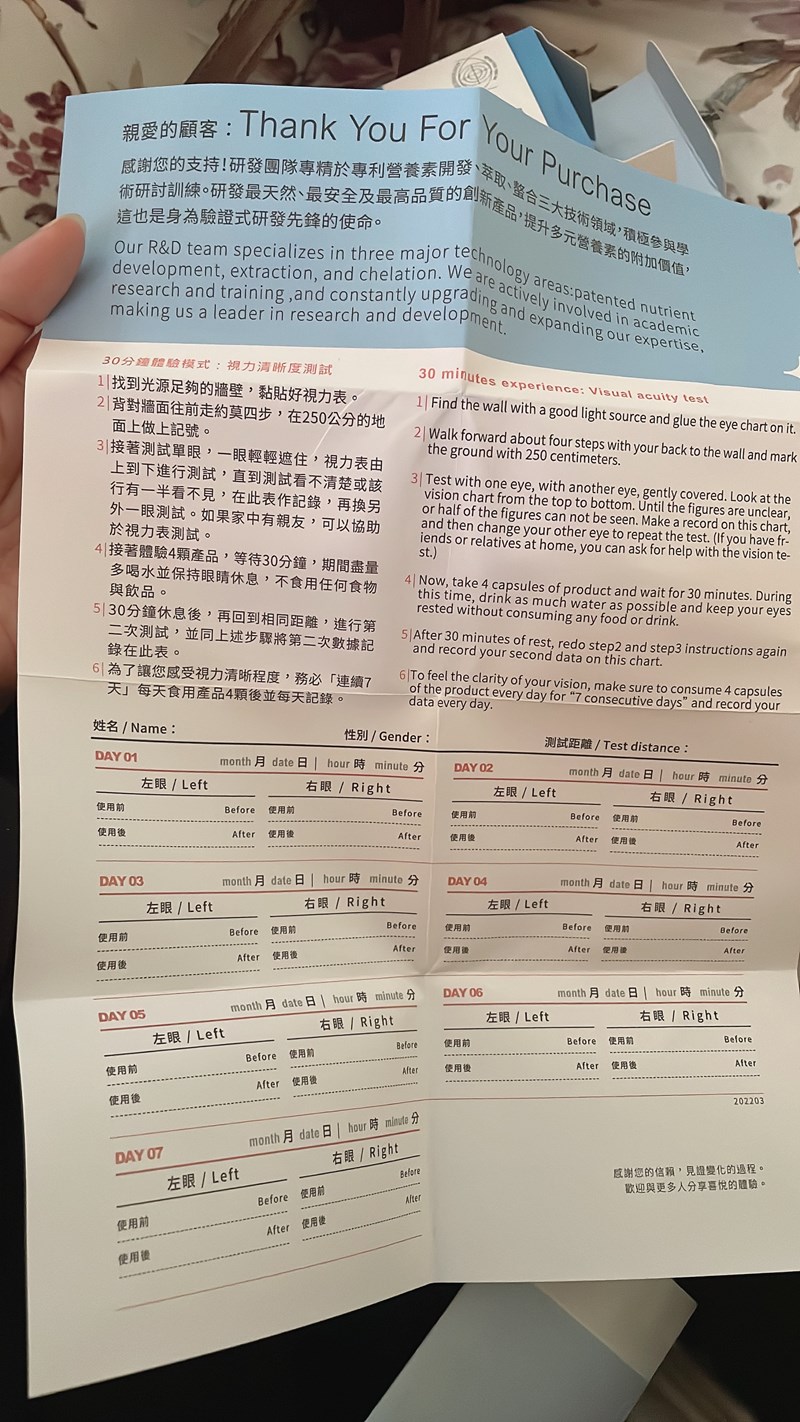 親愛的顧客：Thank You For Your Purchase
感謝您的支持！研發團隊專精於專利營養素開發、萃取、螯合三大技術領域，積極參與學
術研討訓練。研發最天然、最安全及最高品質的創新產品，提升多元營養素的附加價值，
這也是身為驗證式研發先鋒的使命。
Our R&D team specializes in three major technology areas:patented nutrient
development, extraction, and chelation. We are actively involved in academic
research and training ,and constantly upgrading and expanding our expertise,
making us a leader in research and development.
30分鐘體驗模式：視力清晰度測試
1|找到光源足夠的牆壁，黏貼好視力表。
2|背對牆面往前走約莫四步，在250公分的地
面上做上記號。
3|接著測試單眼，一眼輕輕遮住，視力表由
上到下進行測試，直到測試看不清楚或該
行有一半看不見，在此表作記錄，再換另
外一眼測試。如果家中有親友，可以協助
於視力表測試。
4|接著體驗4顆產品，等待30分鐘，期間盡量
多喝水並保持眼睛休息，不食用任何食物
與飲品。
5|30分鐘休息後，再回到相同距離，進行第
二次測試，並同上述步驟將第二次數據記
錄在此表。
6|為了讓您感受視力清晰程度，務必「連續7
天」每天食用產品4顆後並每天記錄。
30 minutes experience: Visual acuity test
1|Find the wall with a good light source and glue the eye chart on it.
2|Walk forward about four steps with your back to the wall and mark
the ground with 250 centimeters.
3|Test with one eye, with another eye, gently covered. Look at the
vision chart from the top to bottom. Until the figures are unclear,
or half of the figures can not be seen. Make a record on this chart,
and then change your other eye to repeat the test. (If you have fr-
iends or relatives at home, you can ask for help with the vision te-
st.)
4|Now, take 4 capsules of product and wait for 30 minutes. During
this time, drink as much water as possible and keep your eyes
rested without consuming any food or drink.
5|After 30 minutes of rest, redo step2 and step3 instructions again
and record your second data on this chart.
6|To feel the clarity of your vision, make sure to consume 4 capsules
of the product every day for “7 consecutive days” and record your
data every day.
姓名 / Name： 性別 / Gender： 測試距離 / Test distance：
DAY 01 month 月 date 日 | hour 時 minute 分
左眼 / Left 右眼 / Right
使用前 Before 使用前 Before
使用後 After 使用後 After
DAY 02 month 月 date 日 | hour 時 minute 分
左眼 / Left 右眼 / Right
使用前 Before 使用前 Before
使用後 After 使用後 After
DAY 03 month 月 date 日 | hour 時 minute 分
左眼 / Left 右眼 / Right
使用前 Before 使用前 Before
使用後 After 使用後 After
DAY 04 month 月 date 日 | hour 時 minute 分
左眼 / Left 右眼 / Right
使用前 Before 使用前 Before
使用後 After 使用後 After
DAY 05 month 月 date 日 | hour 時 minute 分
左眼 / Left 右眼 / Right
使用前 Before 使用前 Before
使用後 After 使用後 After
DAY 06 month 月 date 日 | hour 時 minute 分
左眼 / Left 右眼 / Right
使用前 Before 使用前 Before
使用後 After 使用後 After
DAY 07 month 月 date 日 | hour 時 minute 分
左眼 / Left 右眼 / Right
使用前 Before 使用前 Before
使用後 After 使用後 After
202203
感謝您的信賴，見證變化的過程。
歡迎與更多人分享喜悅的體驗。